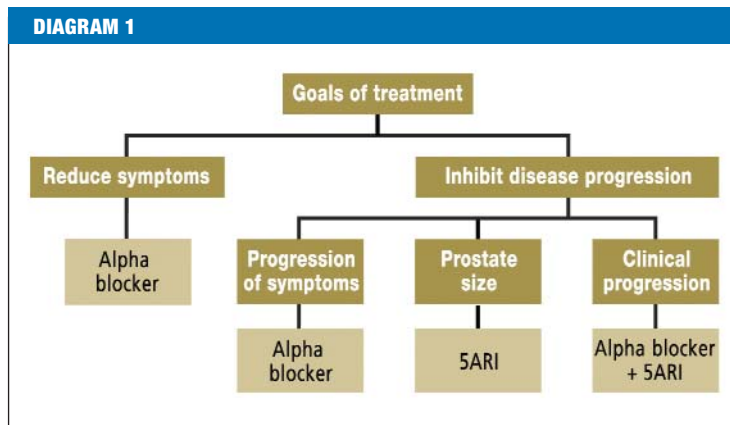 DIAGRAM 1
Goals of treatment
Reduce symptoms
Inhibit disease progression
Alpha
blocker
Progression
of symptoms
Prostate
size
Clinical
progression
Alpha
blocker
5ARI
Alpha blocker
+ 5ARI